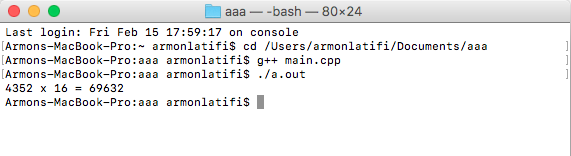 aaa — -bash — 80×24
Last login: Fri Feb 15 17:59:17 on console
[Armons-MacBook-Pro:~ armonlatifi$ cd /Users/armonlatifi/Documents/aaa ]
[Armons-MacBook-Pro:aaa armonlatifi$ g++ main.cpp ]
[Armons-MacBook-Pro:aaa armonlatifi$ ./a.out ]
4352 x 16 = 69632
Armons-MacBook-Pro:aaa armonlatifi$